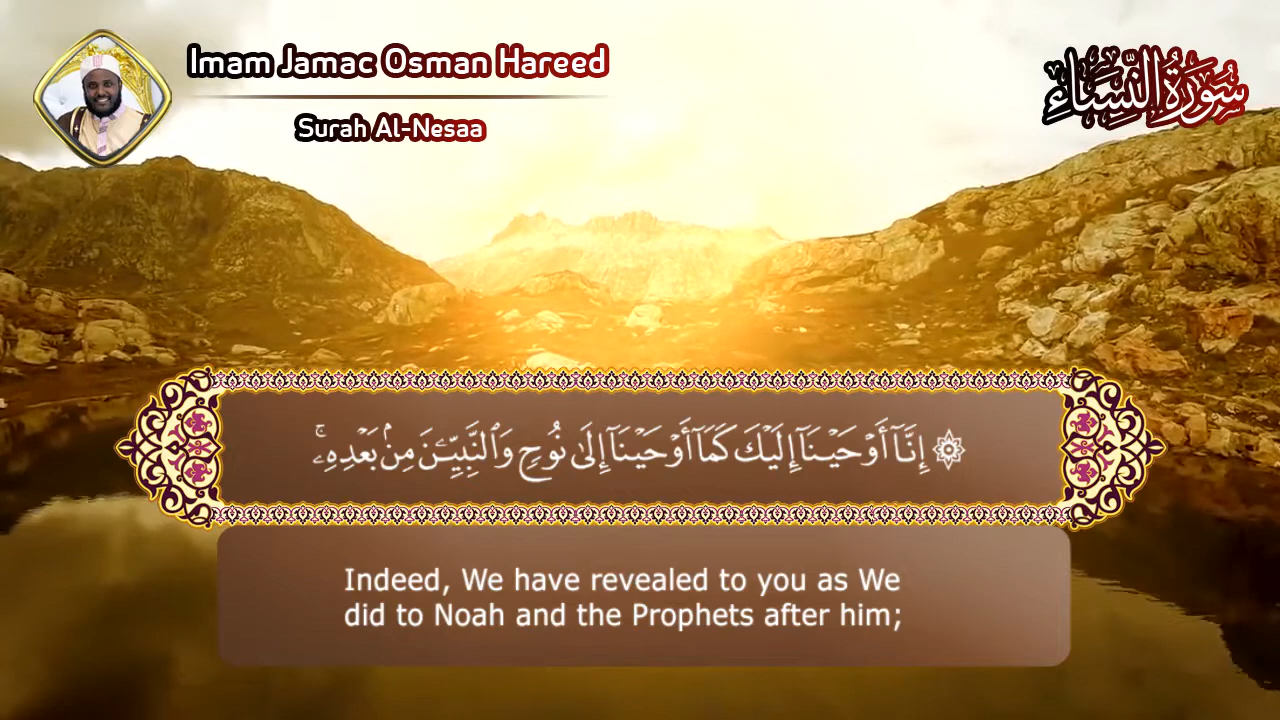 Imam Jamac Osman Hareed
Surah Al-Nesaa
سُورَةُ النِّسَاءِ
۞ إِنَّآ أَوْحَيْنَآ إِلَيْكَ كَمَآ أَوْحَيْنَآ إِلَىٰ نُوحٍ وَٱلنَّبِيِّـۧنَ مِنۢ بَعْدِهِۦۚ
Indeed, We have revealed to you as We
did to Noah and the Prophets after him;